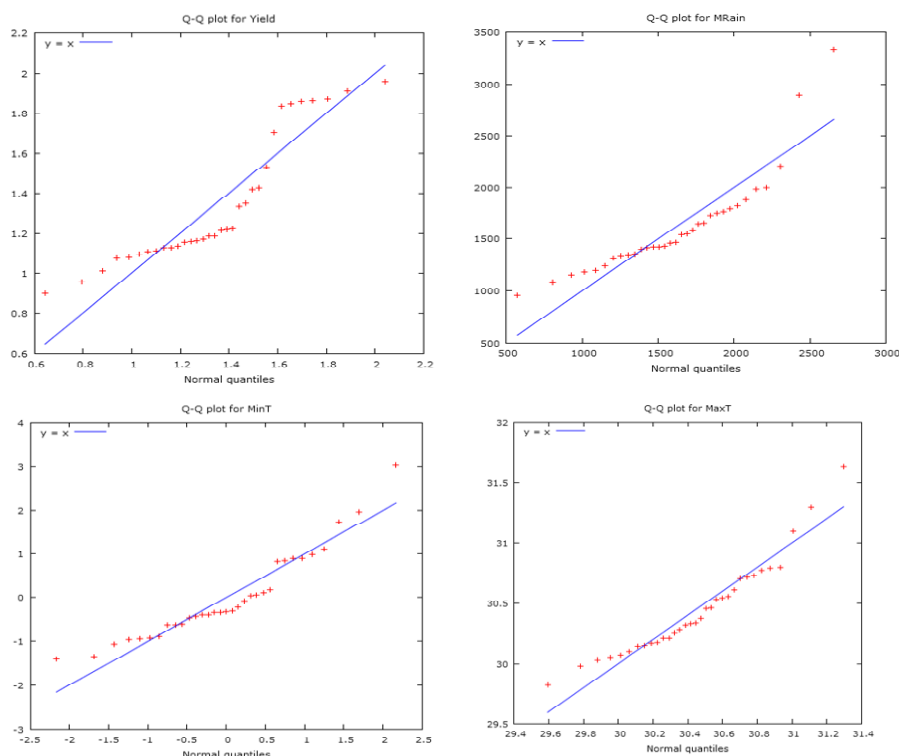 Q-Q plot for Yield
y = x
2.2
2
1.8
1.6
1.4
1.2
1
0.8
0.6
0.6 0.8 1 1.2 1.4 1.6 1.8 2 2.2
Normal quantiles
Q-Q plot for MRain
y = x
3500
3000
2500
2000
1500
1000
500
500 1000 1500 2000 2500 3000
Normal quantiles
Q-Q plot for MinT
y = x
4
3
2
1
0
-1
-2
-3
-2.5 -2 -1.5 -1 -0.5 0 0.5 1 1.5 2 2.5
Normal quantiles
Q-Q plot for MaxT
y = x
32
31.5
31
30.5
30
29.5
29.4 29.6 29.8 30.0 30.2 30.4 30.6 30.8 31 31.2 31.4
Normal quantiles